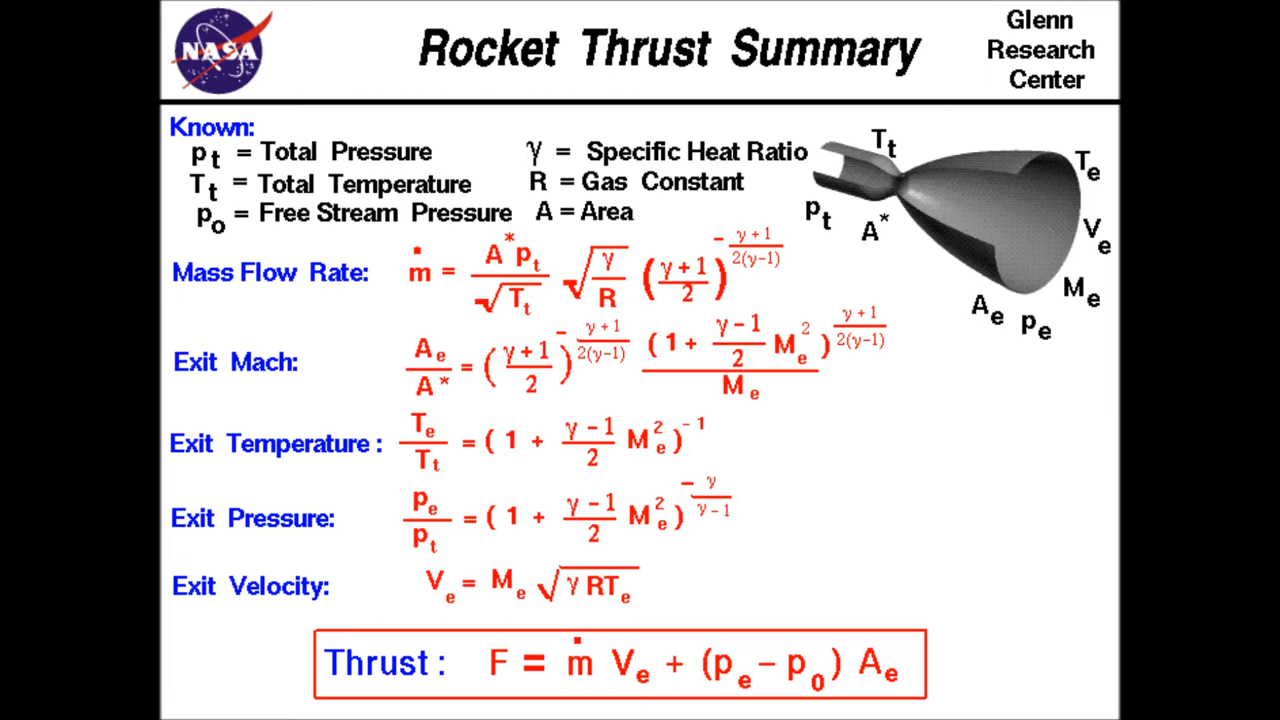 NASA
Rocket Thrust Summary
Glenn
Research
Center
Known:
pt = Total Pressure γ = Specific Heat Ratio
Tt = Total Temperature R = Gas Constant
po = Free Stream Pressure A = Area
Tt
pt
A*
Te
Ve
Me
Ae
pe
Mass Flow Rate: ṁ = A* pt / √Tt √(γ / R) ((γ + 1) / 2)^-(γ + 1) / 2(γ−1)
Exit Mach: Ae / A* = ((γ + 1) / 2)^-(γ + 1) / 2(γ−1) (1 + (γ − 1) / 2 Me²)^(γ + 1) / 2(γ−1) / Me
Exit Temperature : Te / Tt = (1 + (γ − 1) / 2 Me²)^-1
Exit Pressure: pe / pt = (1 + (γ − 1) / 2 Me²)^-γ / (γ − 1)
Exit Velocity: Ve = Me √(γ RTe)
Thrust : F = ṁ Ve + (pe − p0) Ae